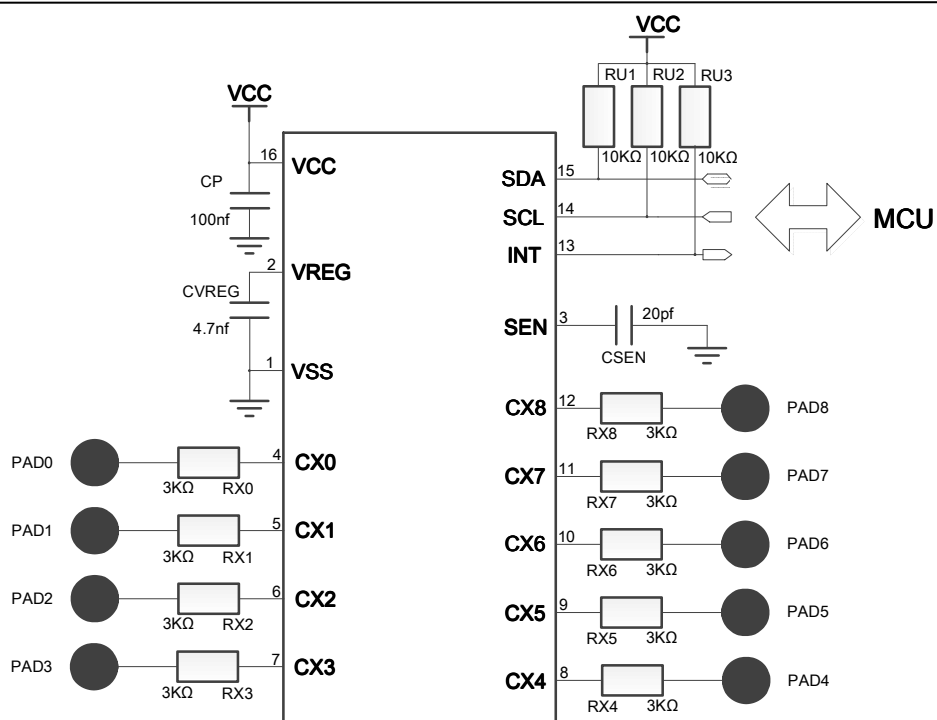 VCC
RU1 RU2 RU3
VCC
10KΩ 10KΩ 10KΩ
16 VCC
CP
100nf
SDA 15
SCL 14
MCU
INT 13
2 VREG
CVREG
4.7nf
SEN 3 20pf
CSEN
1 VSS
CX8 12 PAD8
RX8 3KΩ
PAD0 4 CX0
3KΩ RX0
CX7 11 PAD7
RX7 3KΩ
PAD1 5 CX1
3KΩ RX1
CX6 10 PAD6
RX6 3KΩ
PAD2 6 CX2
3KΩ RX2
CX5 9 PAD5
RX5 3KΩ
PAD3 7 CX3
3KΩ RX3
CX4 8 PAD4
RX4 3KΩ